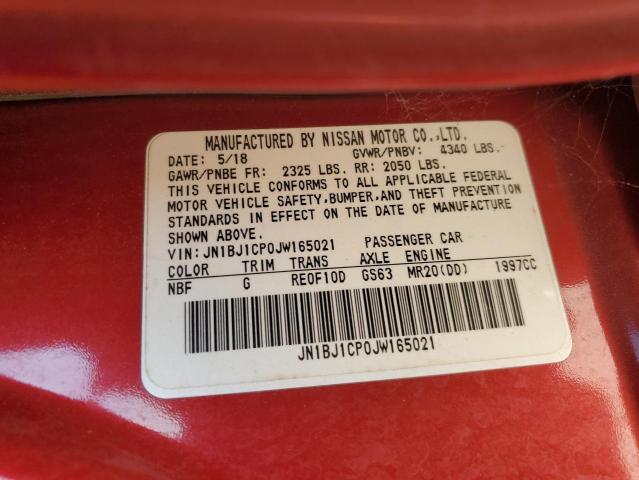 MANUFACTURED BY NISSAN MOTOR CO.,LTD.
DATE: 5/18 GVWR/PNBV: 4340 LBS.
GAWR/PNBE FR: 2325 LBS. RR: 2050 LBS.
THIS VEHICLE CONFORMS TO ALL APPLICABLE FEDERAL
MOTOR VEHICLE SAFETY,BUMPER,AND THEFT PREVENTION
STANDARDS IN EFFECT ON THE DATE OF MANUFACTURE
SHOWN ABOVE.
VIN:JN1BJ1CP0JW165021 PASSENGER CAR
COLOR TRIM TRANS AXLE ENGINE
NBF G RE0F10D GS63 MR20(DD) 1997CC
JN1BJ1CP0JW165021